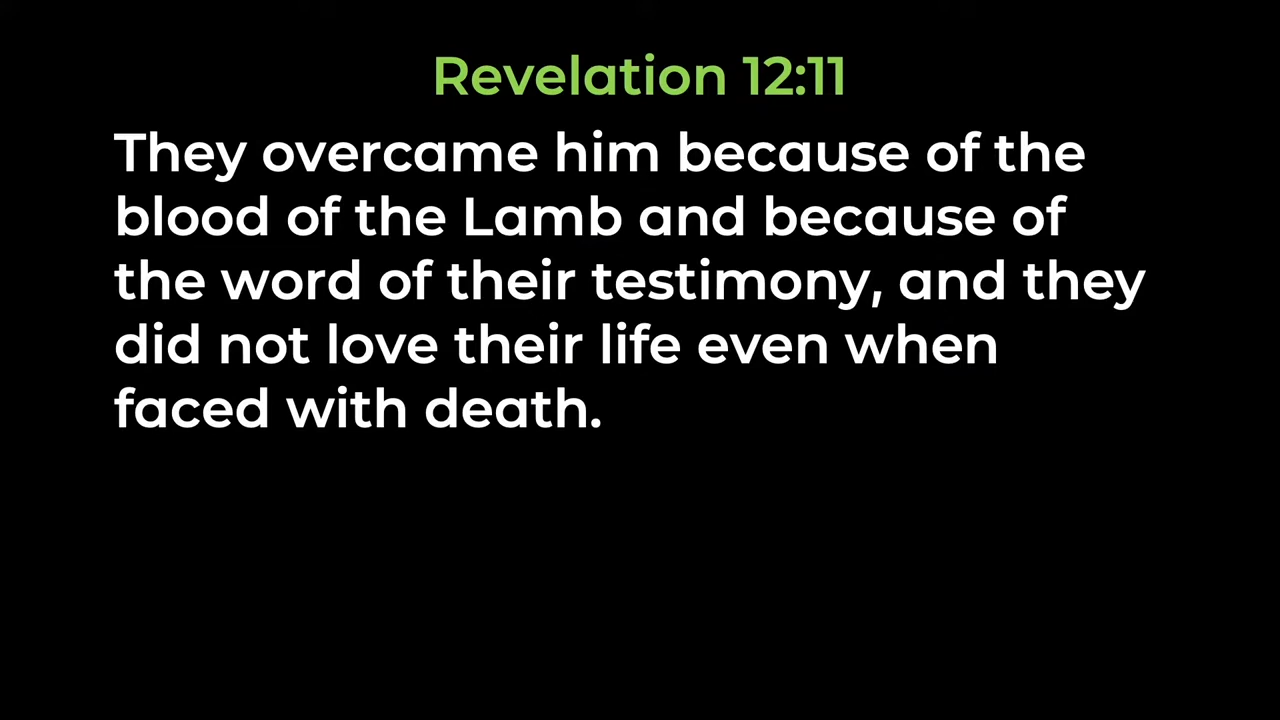 Revelation 12:11
They overcame him because of the
blood of the Lamb and because of
the word of their testimony, and they
did not love their life even when
faced with death.